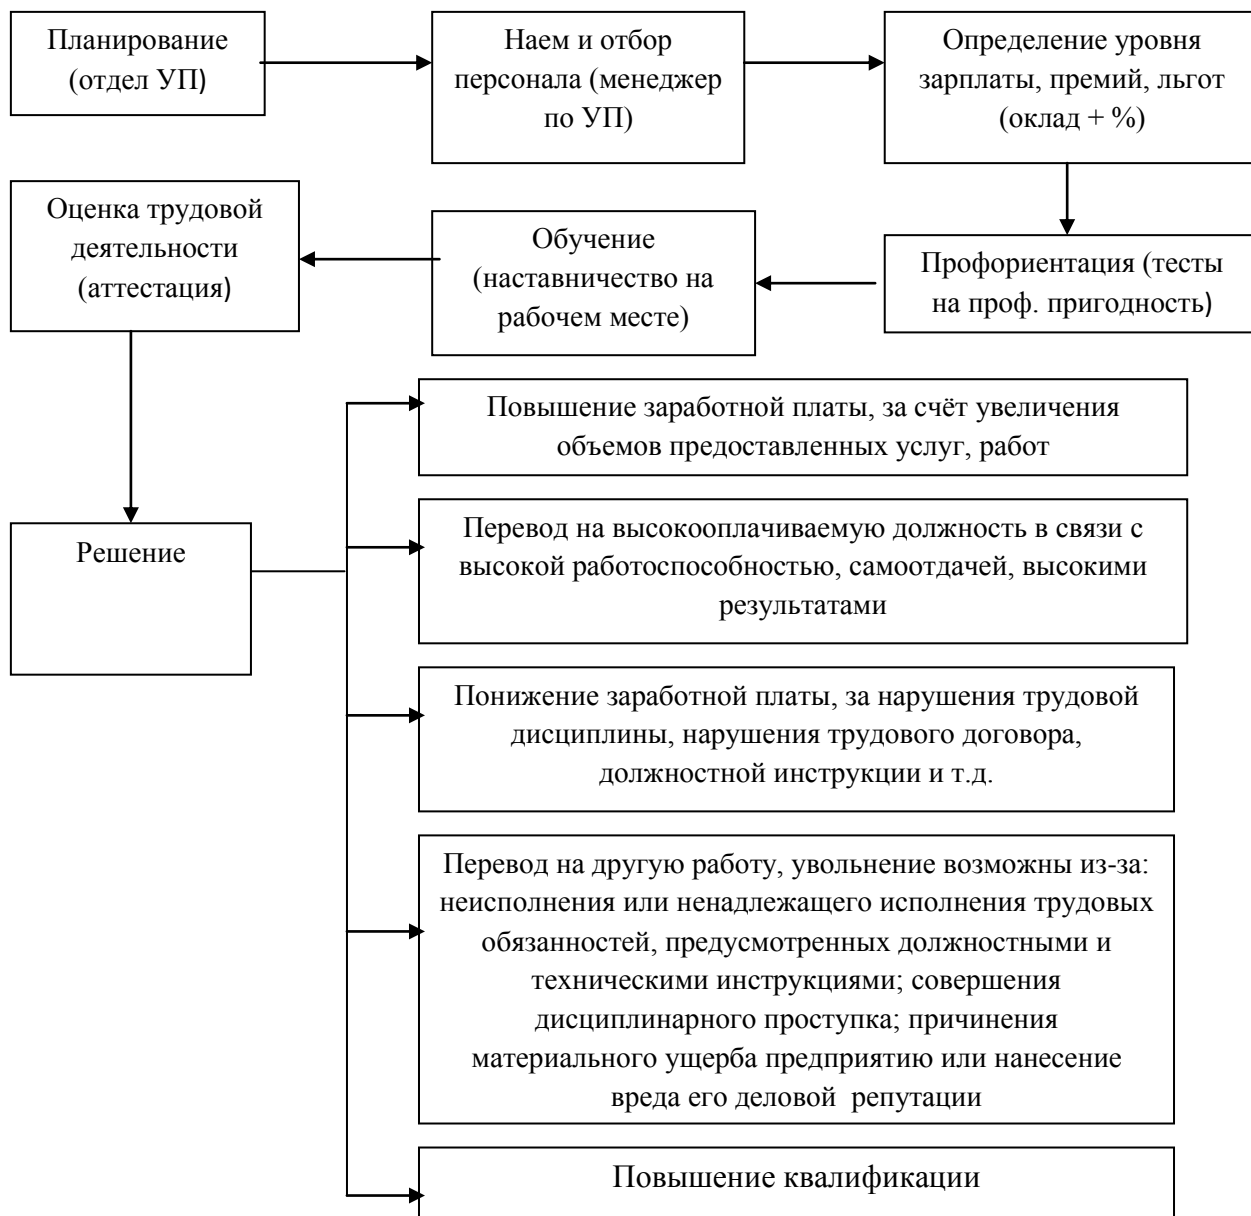 Планирование
(отдел УП)
Наем и отбор
персонала (менеджер
по УП)
Определение уровня
зарплаты, премий, льгот
(оклад + %)
Профориентация (тесты
на проф. пригодность)
Обучение
(наставничество на
рабочем месте)
Оценка трудовой
деятельности
(аттестация)
Решение
Повышение заработной платы, за счёт увеличения
объемов предоставленных услуг, работ
Перевод на высокооплачиваемую должность в связи с
высокой работоспособностью, самоотдачей, высокими
результатами
Понижение заработной платы, за нарушения трудовой
дисциплины, нарушения трудового договора,
должностной инструкции и т.д.
Перевод на другую работу, увольнение возможны из-за:
неисполнения или ненадлежащего исполнения трудовых
обязанностей, предусмотренных должностными и
техническими инструкциями; совершения
дисциплинарного проступка; причинения
материального ущерба предприятию или нанесение
вреда его деловой репутации
Повышение квалификации